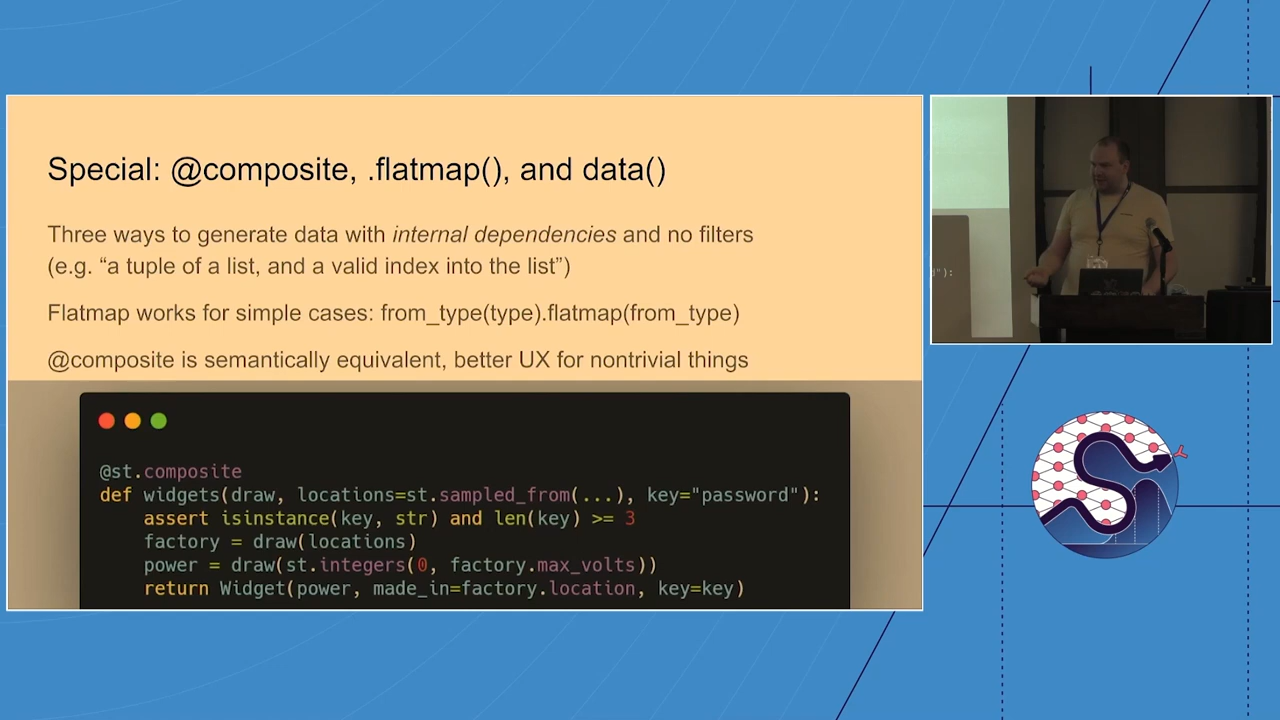 Special: @composite, .flatmap(), and data()
Three ways to generate data with internal dependencies and no filters
(e.g. “a tuple of a list, and a valid index into the list”)
Flatmap works for simple cases: from_type(type).flatmap(from_type)
@composite is semantically equivalent, better UX for nontrivial things
@st.composite
def widgets(draw, locations=st.sampled_from(...), key="password"):
    assert isinstance(key, str) and len(key) >= 3
    factory = draw(locations)
    power = draw(st.integers(0, factory.max_volts))
    return Widget(power, made_in=factory.location, key=key)
d"):